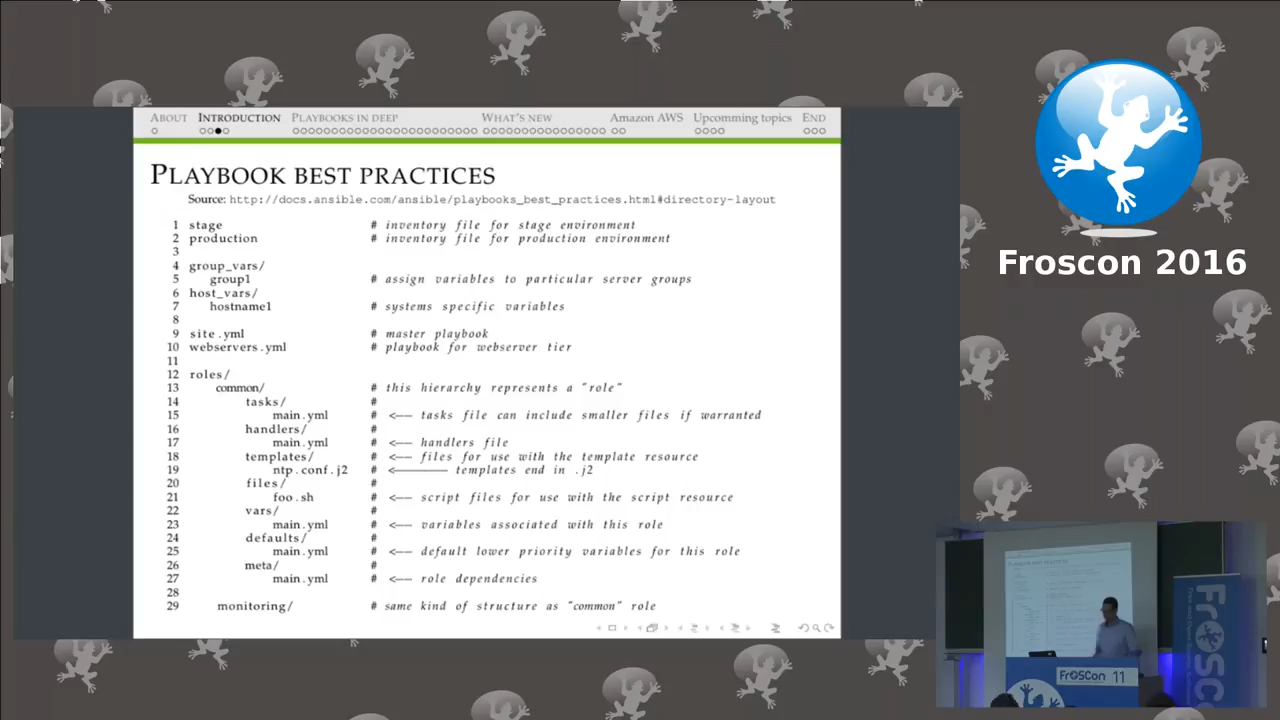 ABOUT INTRODUCTION PLAYBOOKS IN DEEP WHAT'S NEW Amazon AWS Upcomming topics END
PLAYBOOK BEST PRACTICES
Source: http://docs.ansible.com/ansible/playbooks_best_practices.html#directory-layout
1 stage # inventory file for stage environment
2 production # inventory file for production environment
3
4 group_vars/
5 group1 # assign variables to particular server groups
6 host_vars/
7 hostname1 # systems specific variables
8
9 site.yml # master playbook
10 webservers.yml # playbook for webserver tier
11
12 roles/
13 common/ # this hierarchy represents a "role"
14 tasks/ #
15 main.yml # <-- tasks file can include smaller files if warranted
16 handlers/ #
17 main.yml # <-- handlers file
18 templates/ # <-- files for use with the template resource
19 ntp.conf.j2 # <------- templates end in .j2
20 files/ #
21 foo.sh # <-- script files for use with the script resource
22 vars/ #
23 main.yml # <-- variables associated with this role
24 defaults/ #
25 main.yml # <-- default lower priority variables for this role
26 meta/ #
27 main.yml # <-- role dependencies
28
29 monitoring/ # same kind of structure as "common" role
Froscon 2016
FrOSCon 11
FrOSC